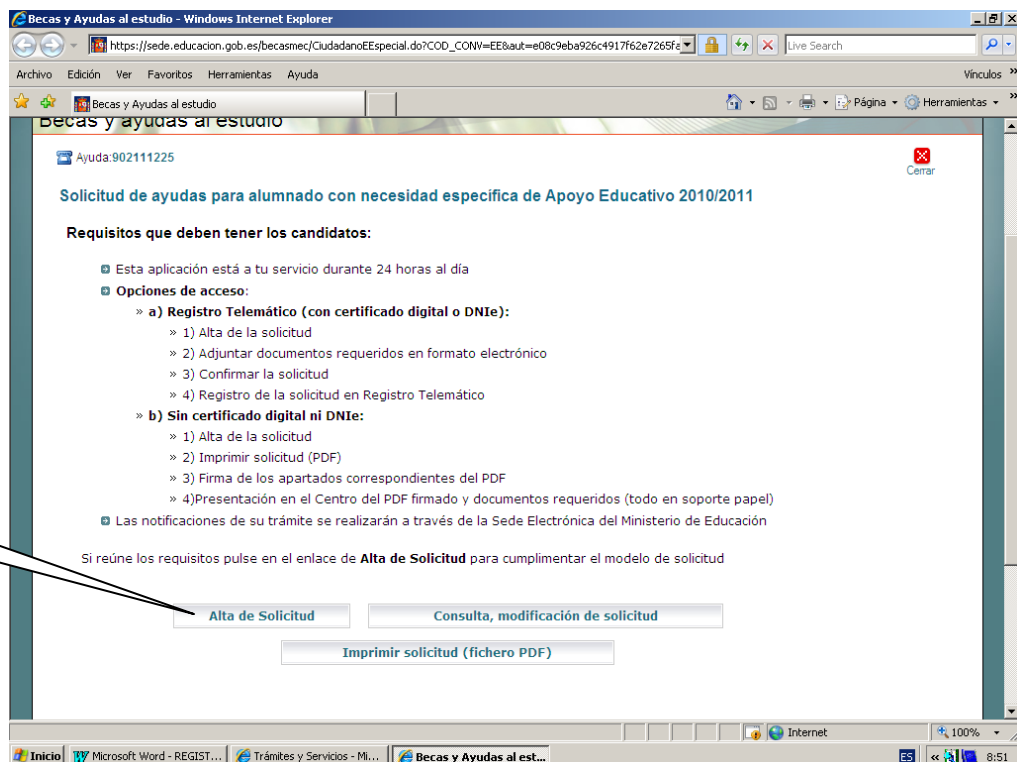 Becas y Ayudas al estudio - Windows Internet Explorer
https://sede.educacion.gob.es/becasmec/CiudadanoEEspecial.do?COD_CONV=EE&aut=e08c9eba926c4917f62e7265fa
Live Search
Archivo Edición Ver Favoritos Herramientas Ayuda
Vínculos »
Becas y Ayudas al estudio
Página
Herramientas »
Becas y ayudas al estudio
Ayuda:902111225
Cerrar
Solicitud de ayudas para alumnado con necesidad específica de Apoyo Educativo 2010/2011
Requisitos que deben tener los candidatos:
Esta aplicación está a tu servicio durante 24 horas al día
Opciones de acceso:
» a) Registro Telemático (con certificado digital o DNIe):
» 1) Alta de la solicitud
» 2) Adjuntar documentos requeridos en formato electrónico
» 3) Confirmar la solicitud
» 4) Registro de la solicitud en Registro Telemático
» b) Sin certificado digital ni DNIe:
» 1) Alta de la solicitud
» 2) Imprimir solicitud (PDF)
» 3) Firma de los apartados correspondientes del PDF
» 4)Presentación en el Centro del PDF firmado y documentos requeridos (todo en soporte papel)
Las notificaciones de su trámite se realizarán a través de la Sede Electrónica del Ministerio de Educación
Si reúne los requisitos pulse en el enlace de Alta de Solicitud para cumplimentar el modelo de solicitud
Alta de Solicitud
Consulta, modificación de solicitud
Imprimir solicitud (fichero PDF)
Internet
100%
Inicio
Microsoft Word - REGIST...
Trámites y Servicios - Mi...
Becas y Ayudas al est...
ES
«
8:51